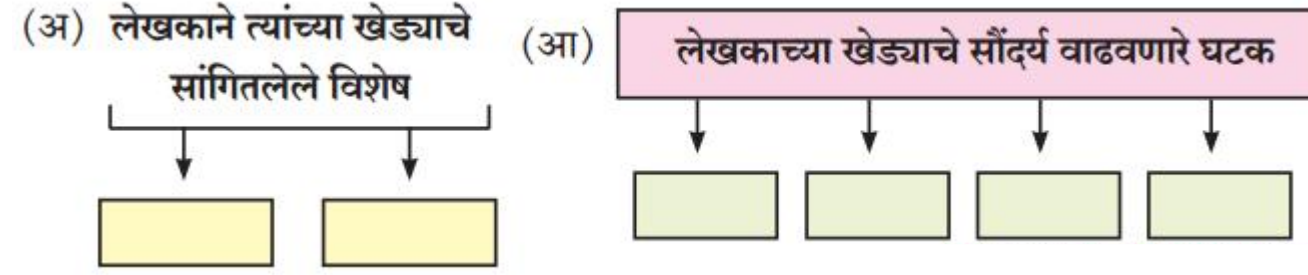 (अ) लेखकाने त्यांच्या खेड्याचे
सांगितलेले विशेष
(आ) लेखकाच्या खेड्याचे सौंदर्य वाढवणारे घटक